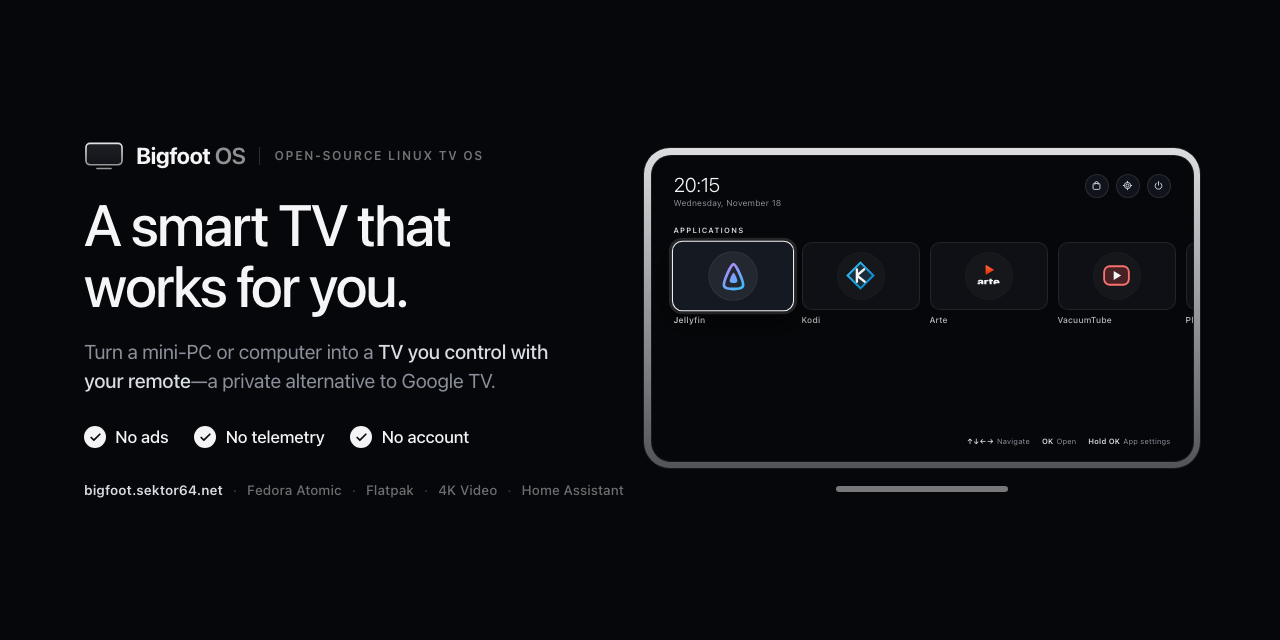 Bigfoot OS
OPEN-SOURCE LINUX TV OS
A smart TV that
works for you.
Turn a mini-PC or computer into a TV you control with
your remote—a private alternative to Google TV.
No ads
No telemetry
No account
bigfoot.sektor64.net · Fedora Atomic · Flatpak · 4K Video · Home Assistant
20:15
Wednesday, November 18
APPLICATIONS
arte
Jellyfin
Kodi
Arte
VacuumTube
Pl
↑↓←→ Navigate OK Open Hold OK App settings